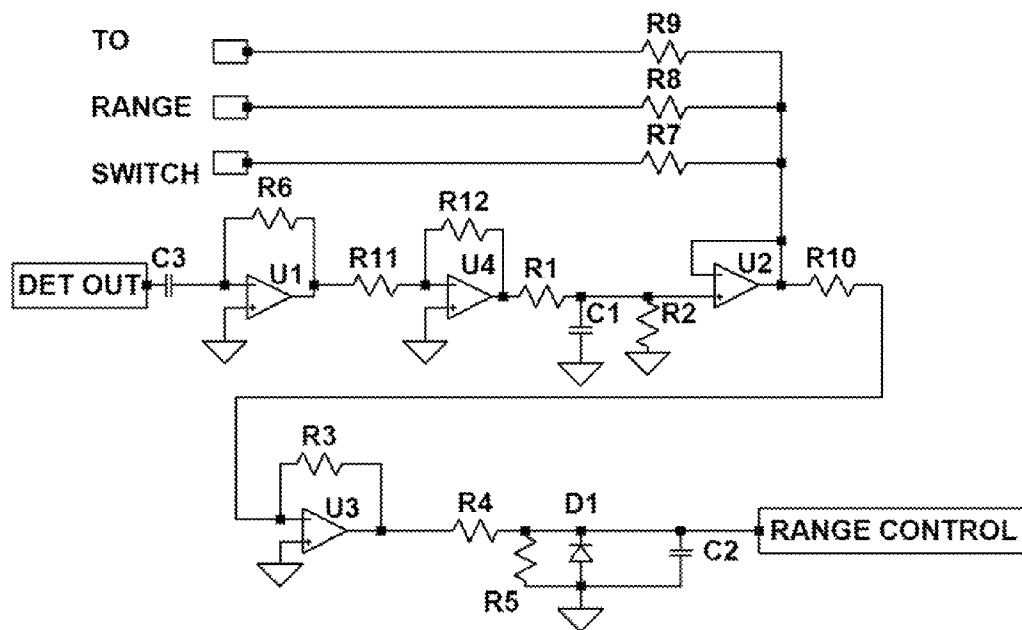 TO
R9
RANGE
R8
SWITCH
R7
R6
R12
DET OUT
C3
U1
R11
U4
R1
C1
R2
U2
R10
R3
U3
R4
D1
R5
C2
RANGE CONTROL